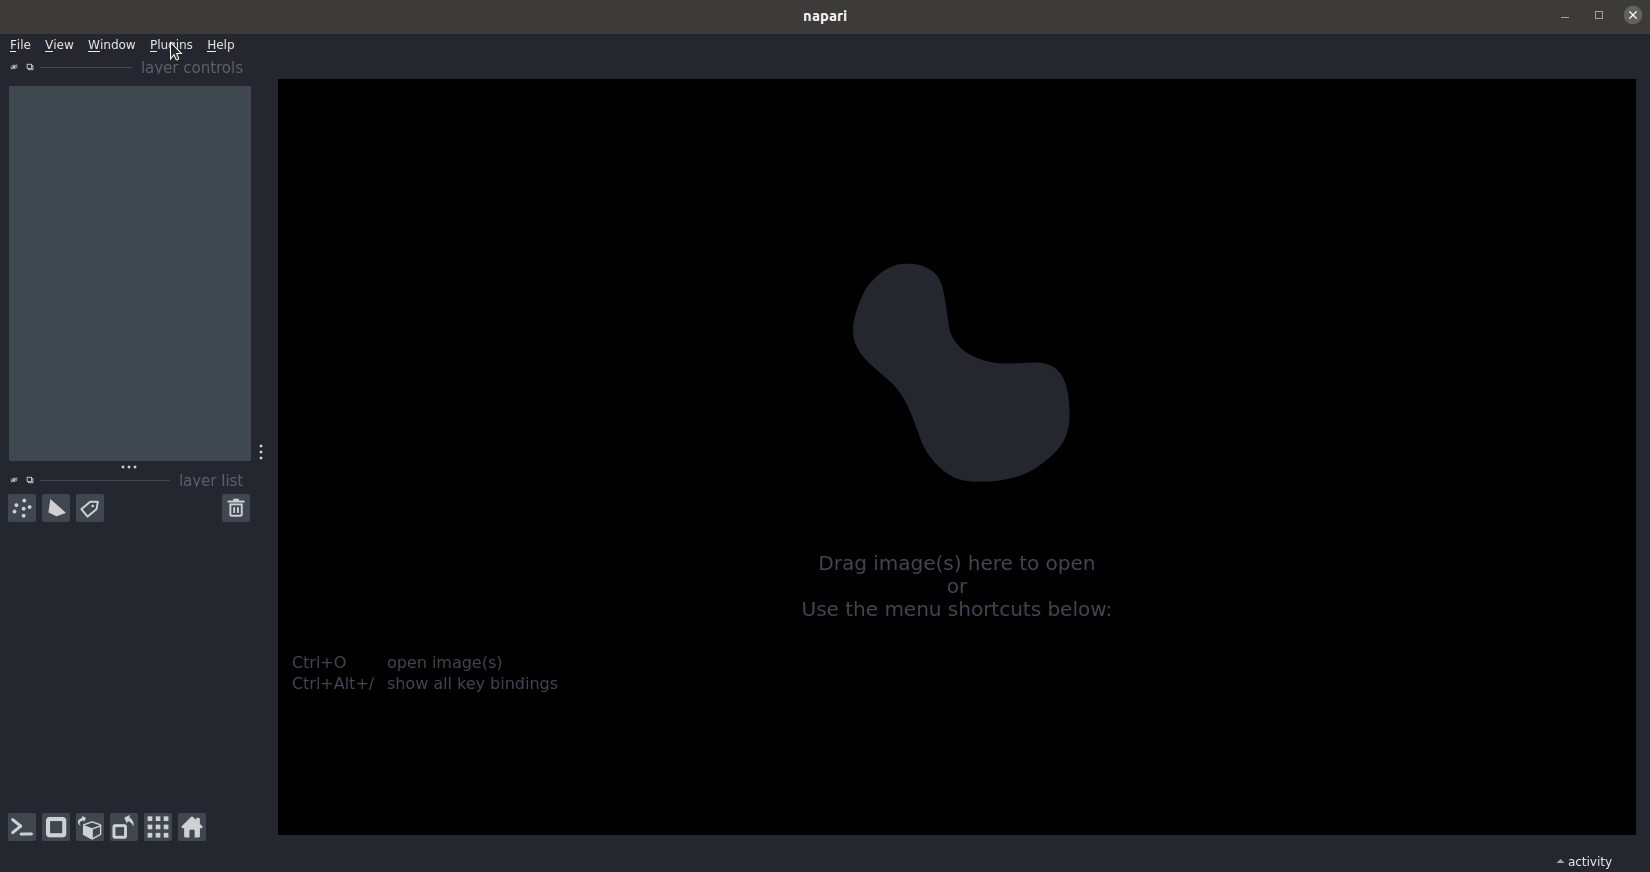 napari
File View Window Plugins Help
layer controls
layer list
Drag image(s) here to open
or
Use the menu shortcuts below:
Ctrl+O open image(s)
Ctrl+Alt+/ show all key bindings
activity